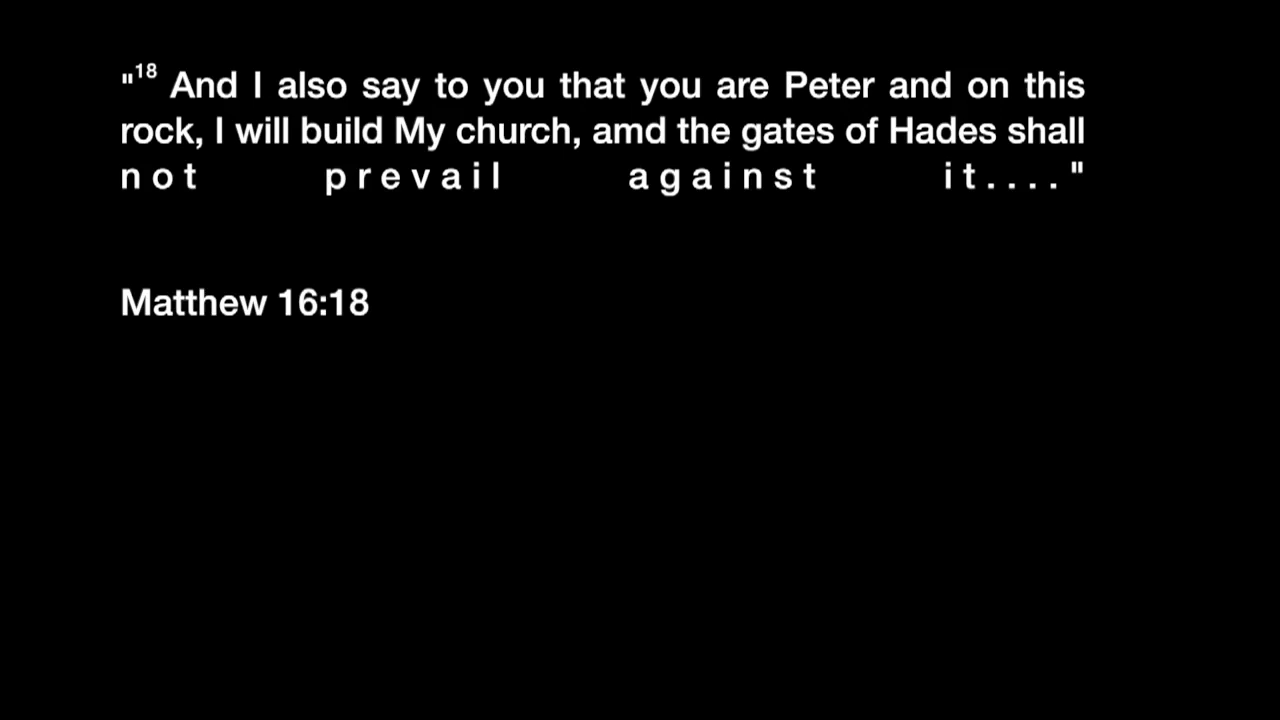 "18 And I also say to you that you are Peter and on this
rock, I will build My church, amd the gates of Hades shall
not prevail against it...."
Matthew 16:18